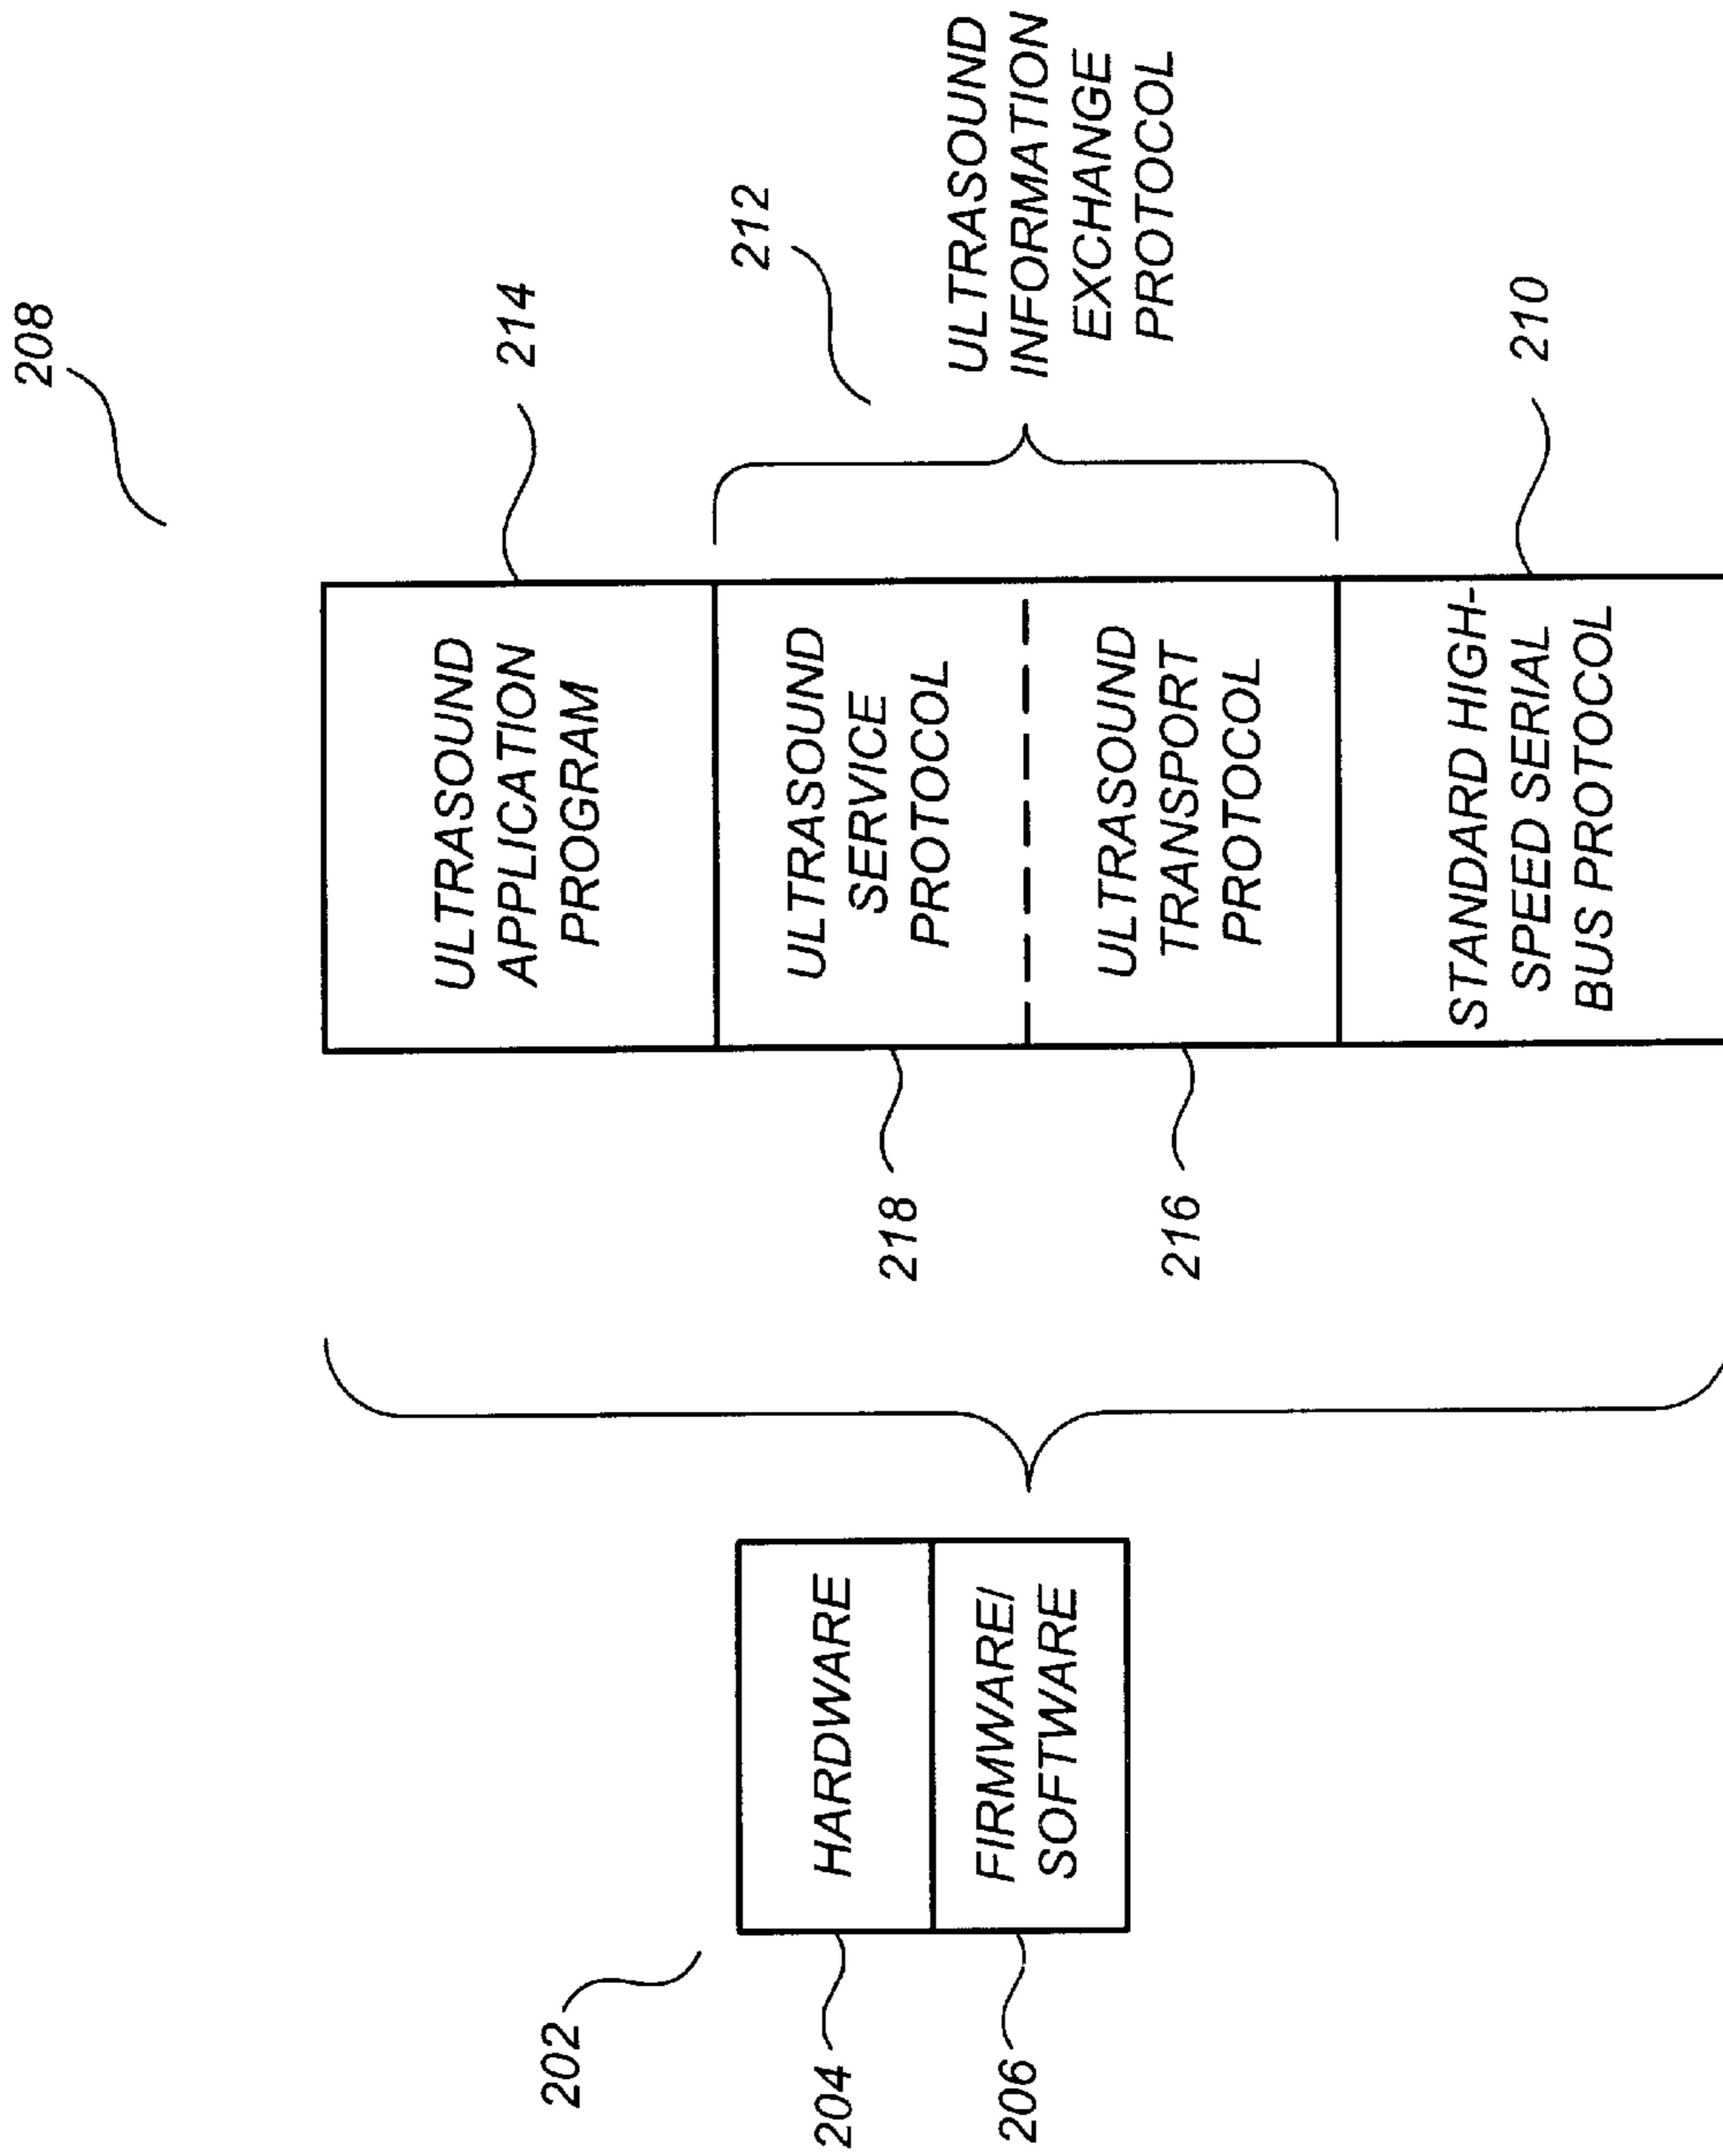 208
ULTRASOUND
APPLICATION
PROGRAM
214
212
ULTRASOUND
INFORMATION
EXCHANGE
PROTOCOL
218
ULTRASOUND
SERVICE
PROTOCOL
216
ULTRASOUND
TRANSPORT
PROTOCOL
STANDARD HIGH-
SPEED SERIAL
BUS PROTOCOL
210
202
204
HARDWARE
206
FIRMWARE/
SOFTWARE